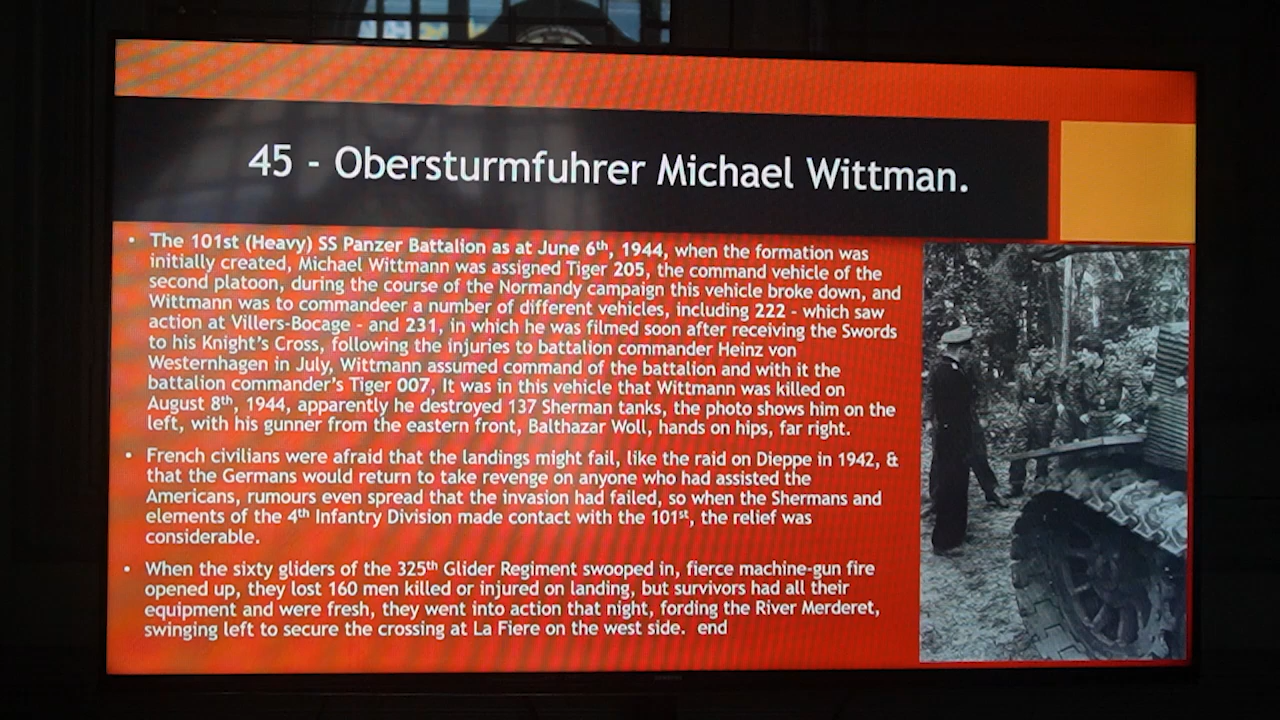 45 - Obersturmfuhrer Michael Wittman.
• The 101st (Heavy) SS Panzer Battalion as at June 6th, 1944, when the formation was
initially created, Michael Wittmann was assigned Tiger 205, the command vehicle of the
second platoon, during the course of the Normandy campaign this vehicle broke down, and
Wittmann was to commandeer a number of different vehicles, including 222 - which saw
action at Villers-Bocage - and 231, in which he was filmed soon after receiving the Swords
to his Knight's Cross, following the injuries to battalion commander Heinz von
Westernhagen in July, Wittmann assumed command of the battalion and with it the
battalion commander's Tiger 007, It was in this vehicle that Wittmann was killed on
August 8th, 1944, apparently he destroyed 137 Sherman tanks, the photo shows him on the
left, with his gunner from the eastern front, Balthazar Woll, hands on hips, far right.
• French civilians were afraid that the landings might fail, like the raid on Dieppe in 1942, &
that the Germans would return to take revenge on anyone who had assisted the
Americans, rumours even spread that the invasion had failed, so when the Shermans and
elements of the 4th Infantry Division made contact with the 101st, the relief was
considerable.
• When the sixty gliders of the 325th Glider Regiment swooped in, fierce machine-gun fire
opened up, they lost 160 men killed or injured on landing, but survivors had all their
equipment and were fresh, they went into action that night, fording the River Merderet,
swinging left to secure the crossing at La Fiere on the west side. end